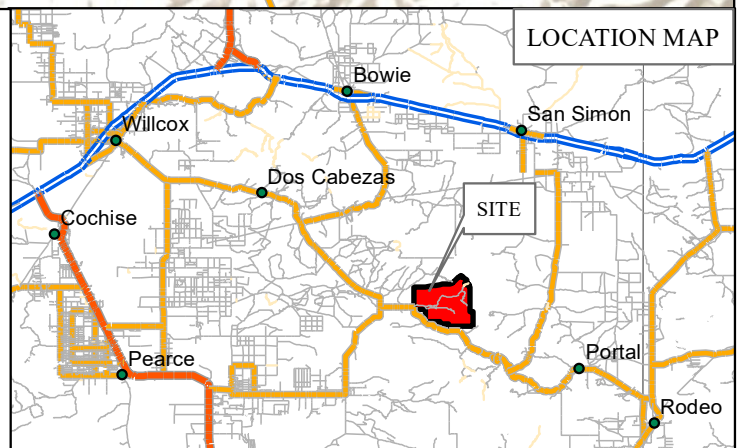 LOCATION MAP
Bowie
San Simon
Willcox
Dos Cabezas
SITE
Cochise
Portal
Pearce
Rodeo